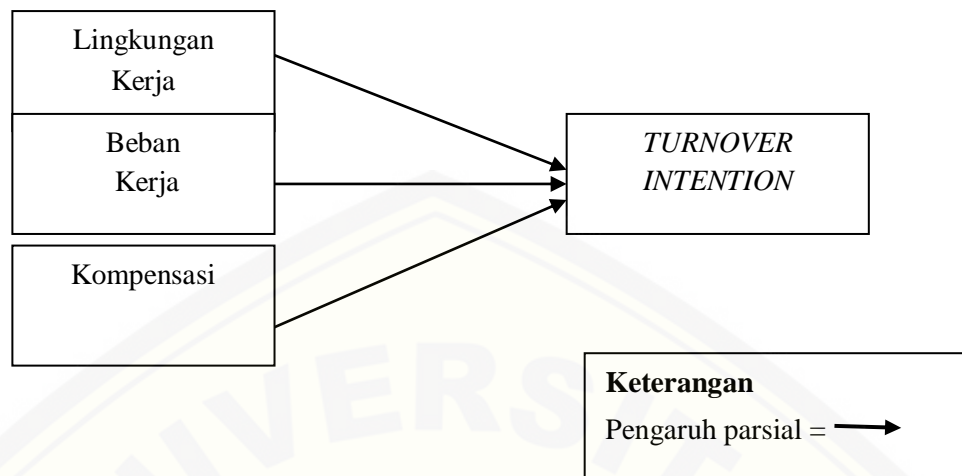 Lingkungan
Kerja
Beban
Kerja
Kompensasi
TURNOVER
INTENTION
Keterangan
Pengaruh parsial =